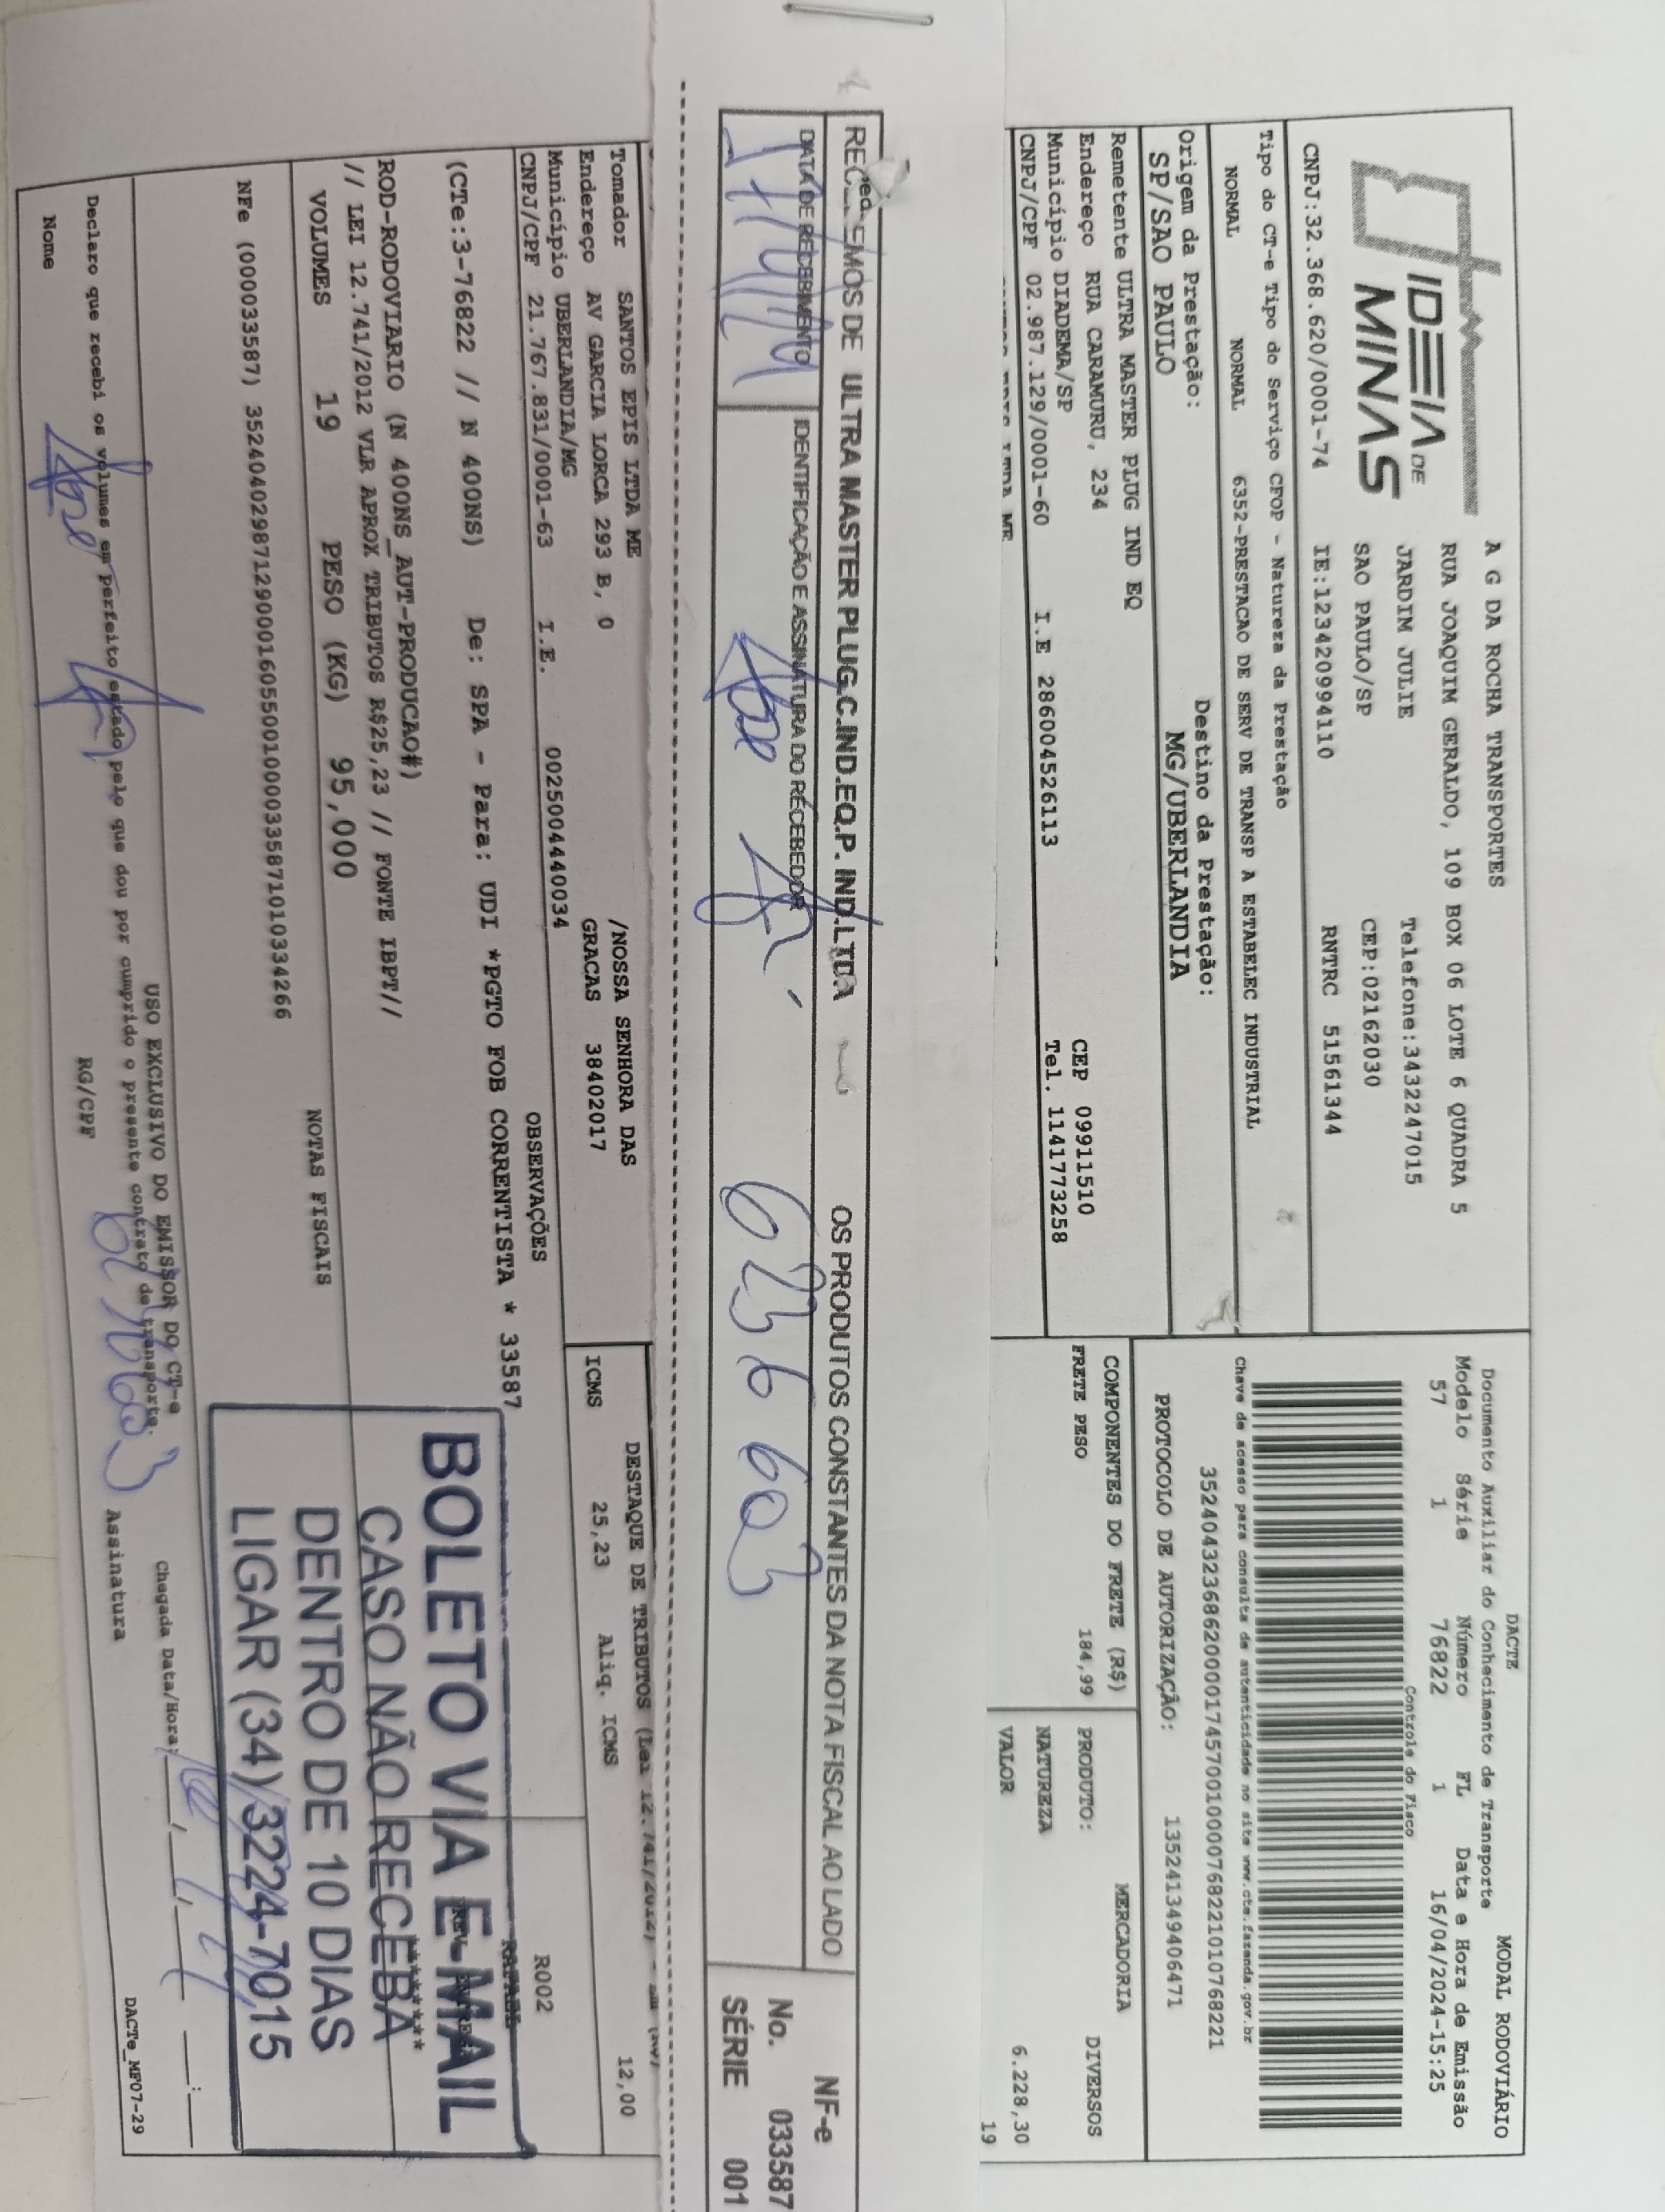 IDEIA DE
MINAS
A G DA ROCHA TRANSPORTES
RUA JOAQUIM GERALDO, 109 BOX 06 LOTE 6 QUADRA 5
JARDIM JULIE Telefone:3432247015
SAO PAULO/SP CEP:02162030
CNPJ:32.368.620/0001-74 IE:123420994110 RNTRC 51561344
DACTE MODAL RODOVIÁRIO
Documento Auxiliar do Conhecimento de Transporte
Modelo Série Número FL Data e Hora de Emissão
57 1 76822 1 16/04/2024-15:25
Controle do Fisco
Tipo do CT-e Tipo do Serviço CFOP - Natureza da Prestação
NORMAL NORMAL 6352-PRESTACAO DE SERV DE TRANSP A ESTABELEC INDUSTRIAL
Chave de acesso para consulta de autenticidade no site www.cte.fazenda.gov.br
35240432368620000174570010000768221010768221
Origem da Prestação: Destino da Prestação:
SP/SAO PAULO MG/UBERLANDIA
PROTOCOLO DE AUTORIZAÇÃO: 135241349406471
Remetente ULTRA MASTER PLUG IND EQ
Endereço RUA CARAMURU, 234 CEP 09911510
Município DIADEMA/SP Tel. 1141773258
CNPJ/CPF 02.987.129/0001-60 I.E 286004526113
COMPONENTES DO FRETE (R$)
FRETE PESO 184,99
MERCADORIA
PRODUTO: DIVERSOS
NATUREZA
VALOR 6.228,30
19
RECEBEMOS DE ULTRA MASTER PLUG.C.IND.EQ.P. IND.LTDA OS PRODUTOS CONSTANTES DA NOTA FISCAL AO LADO
DATA DE RECEBIMENTO IDENTIFICAÇÃO E ASSINATURA DO RECEBEDOR
NF-e
No. 033587
SÉRIE 001
Tomador SANTOS EPIS LTDA ME
Endereço AV GARCIA LORCA 293 B, 0 /NOSSA SENHORA DAS
Município UBERLANDIA/MG GRACAS 38402017
CNPJ/CPF 21.767.831/0001-63 I.E. 0025004440034
DESTAQUE DE TRIBUTOS
ICMS 25,23 Aliq. ICMS 12,00
OBSERVAÇÕES
R002
(CTe:3-76822 // N 400NS) De: SPA - Para: UDI *PGTO FOB CORRENTISTA * 33587
ROD-RODOVIARIO (N 400NS_AUT-PRODUCAO#)
// LEI 12.741/2012 VLR APROX TRIBUTOS R$25,23 // FONTE IBPT//
VOLUMES 19 PESO (KG) 95,000
NOTAS FISCAIS
NFe (000033587) 35240402987129000160550010000335871010334266
BOLETO VIA E-MAIL
CASO NÃO RECEBA
DENTRO DE 10 DIAS
LIGAR (34) 3224-7015
USO EXCLUSIVO DO EMISSOR DO CT-e
Declaro que recebi os volumes em perfeito estado pelo que dou por cumprido o presente contrato de transporte.
Chegada Data/Hora:
Nome RG/CPF Assinatura
DACTe_MF07-29